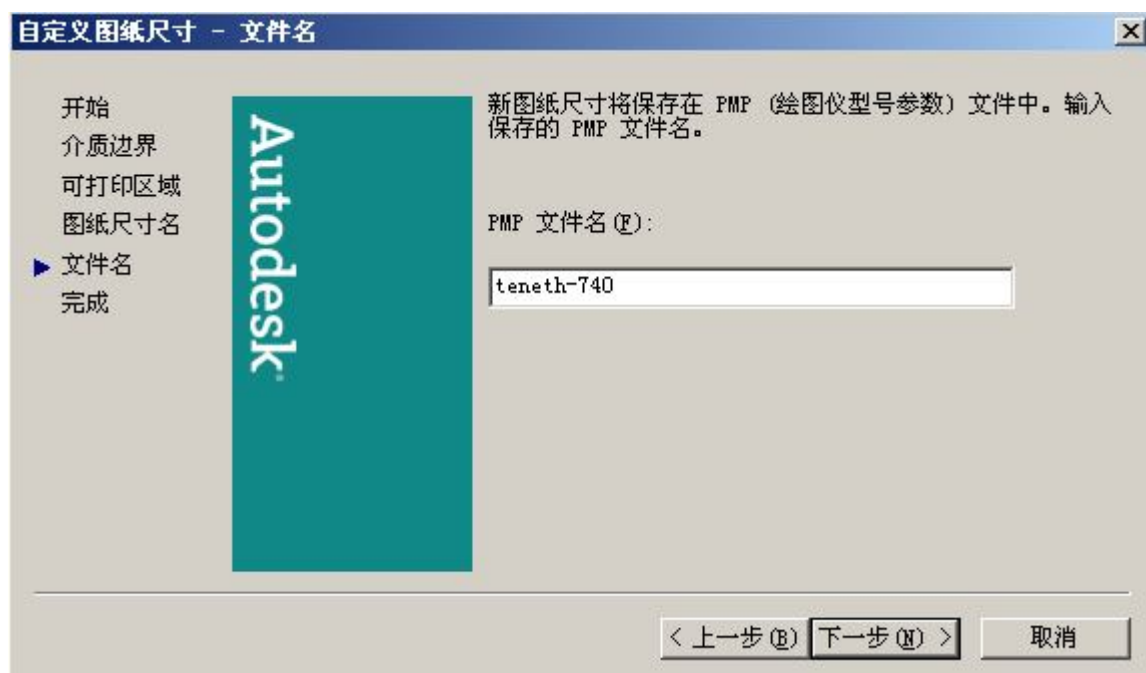 自定义图纸尺寸 - 文件名
开始
介质边界
可打印区域
图纸尺寸名
文件名
完成
Autodesk
新图纸尺寸将保存在 PMP (绘图仪型号参数) 文件中。输入
保存的 PMP 文件名。
PMP 文件名(F):
teneth-740
< 上一步(B)
下一步(N) >
取消